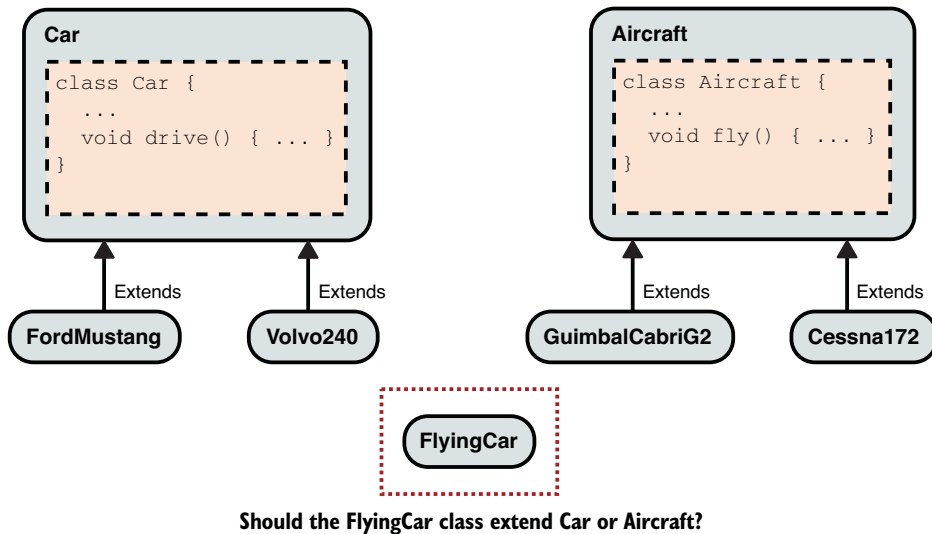 Car
class Car {
  ...
  void drive() { ... }
}
Aircraft
class Aircraft {
  ...
  void fly() { ... }
}
Extends
Extends
Extends
Extends
FordMustang
Volvo240
GuimbalCabriG2
Cessna172
FlyingCar
Should the FlyingCar class extend Car or Aircraft?